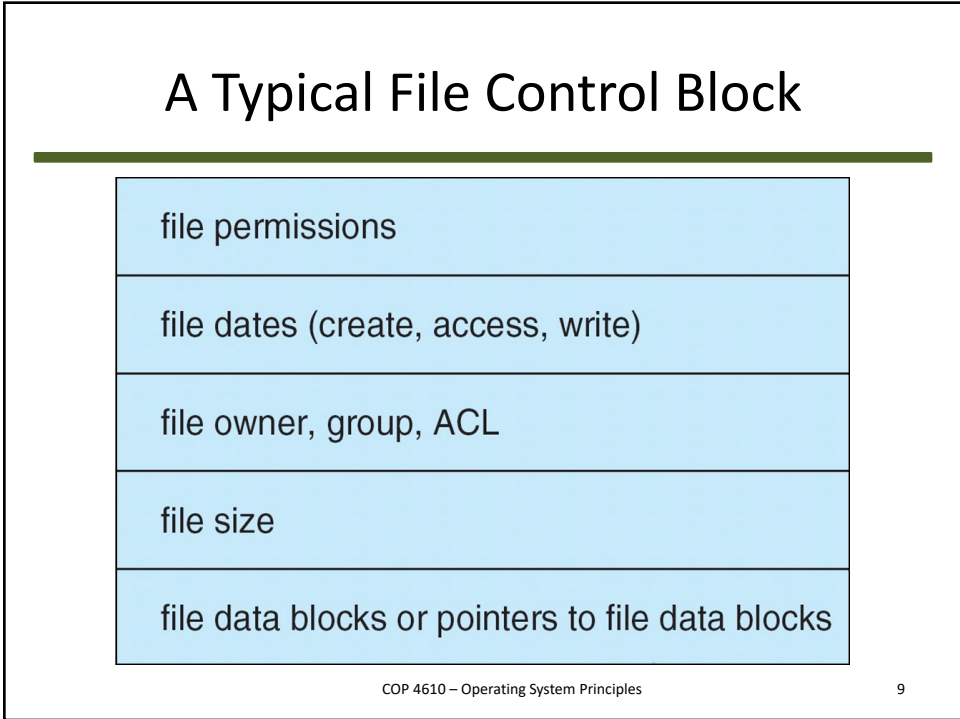 A Typical File Control Block
file permissions
file dates (create, access, write)
file owner, group, ACL
file size
file data blocks or pointers to file data blocks
COP 4610 – Operating System Principles
9